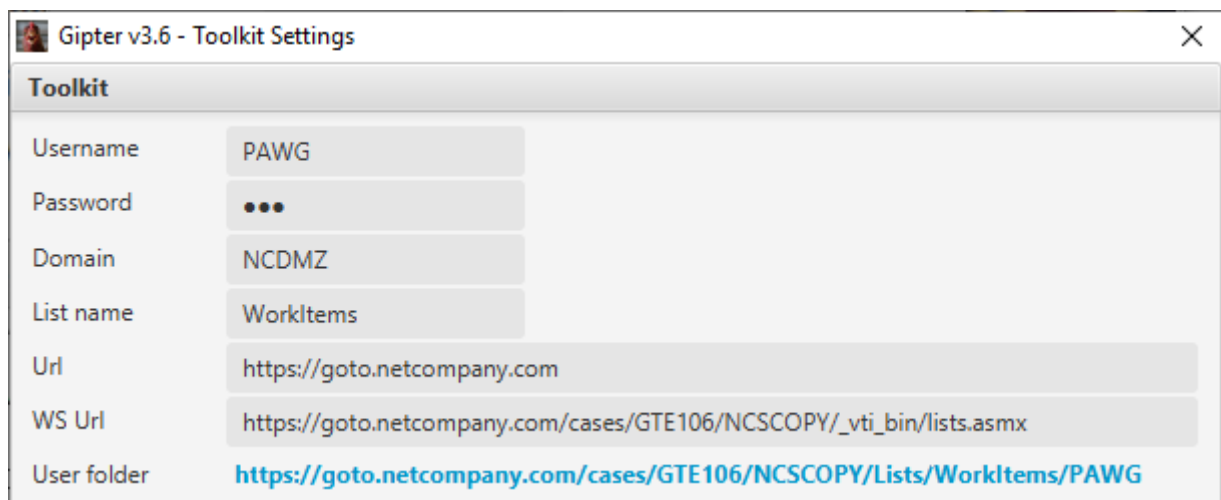 Gipter v3.6 - Toolkit Settings
Toolkit
Username PAWG
Password •••
Domain NCDMZ
List name WorkItems
Url https://goto.netcompany.com
WS Url https://goto.netcompany.com/cases/GTE106/NCSCOPY/_vti_bin/lists.asmx
User folder https://goto.netcompany.com/cases/GTE106/NCSCOPY/Lists/WorkItems/PAWG